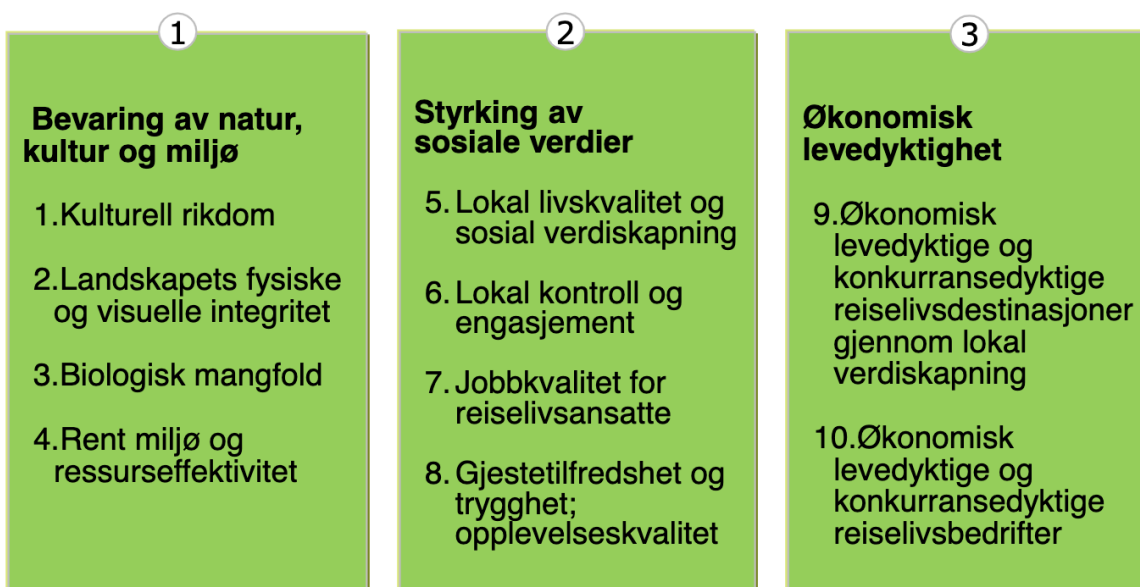 1
Bevaring av natur,
kultur og miljø
1.Kulturell rikdom
2.Landskapets fysiske
og visuelle integritet
3.Biologisk mangfold
4.Rent miljø og
ressurseffektivitet
2
Styrking av
sosiale verdier
5. Lokal livskvalitet og
sosial verdiskapning
6. Lokal kontroll og
engasjement
7. Jobbkvalitet for
reiselivsansatte
8. Gjestetilfredshet og
trygghet;
opplevelseskvalitet
3
Økonomisk
levedyktighet
9.Økonomisk
levedyktige og
konkurransedyktige
reiselivsdestinasjoner
gjennom lokal
verdiskapning
10.Økonomisk
levedyktige og
konkurransedyktige
reiselivsbedrifter